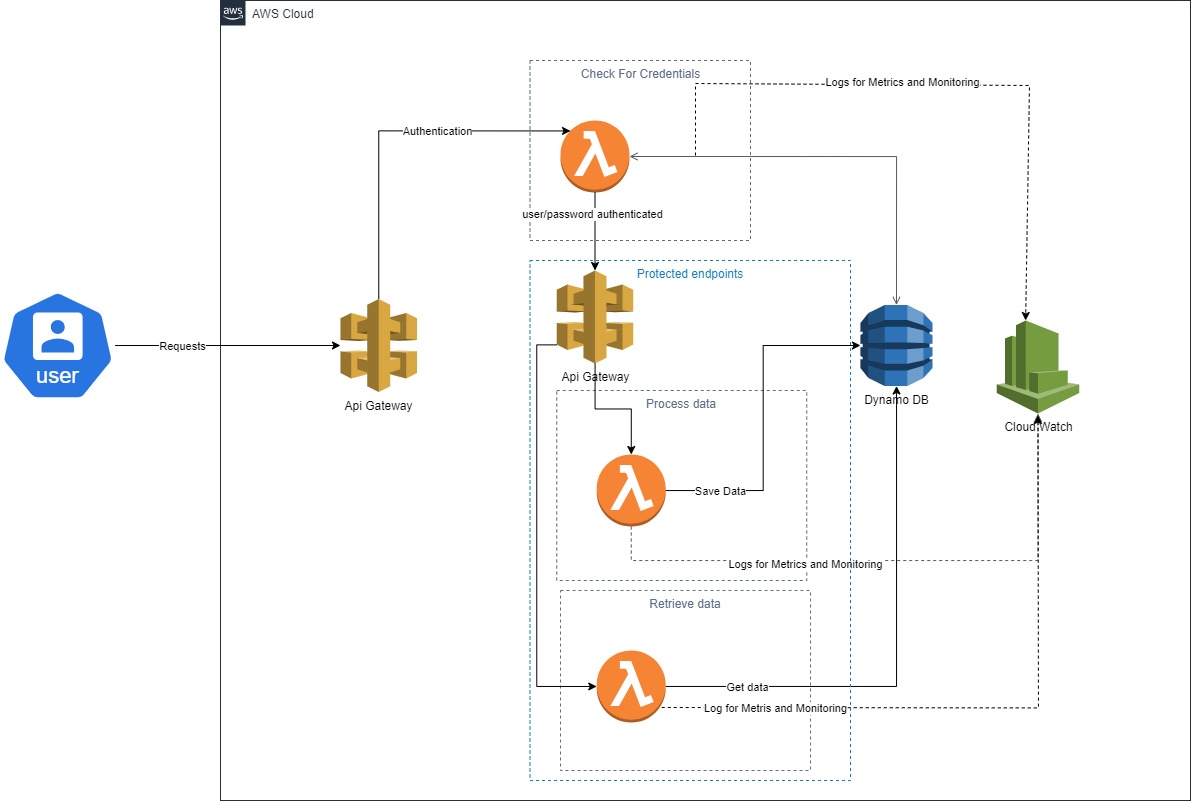 aws
AWS Cloud
Check For Credentials
Logs for Metrics and Monitoring
Authentication
user/password authenticated
Protected endpoints
user
Requests
Api Gateway
Api Gateway
Dynamo DB
Cloud Watch
Process data
Save Data
Logs for Metrics and Monitoring
Retrieve data
Get data
Log for Metris and Monitoring